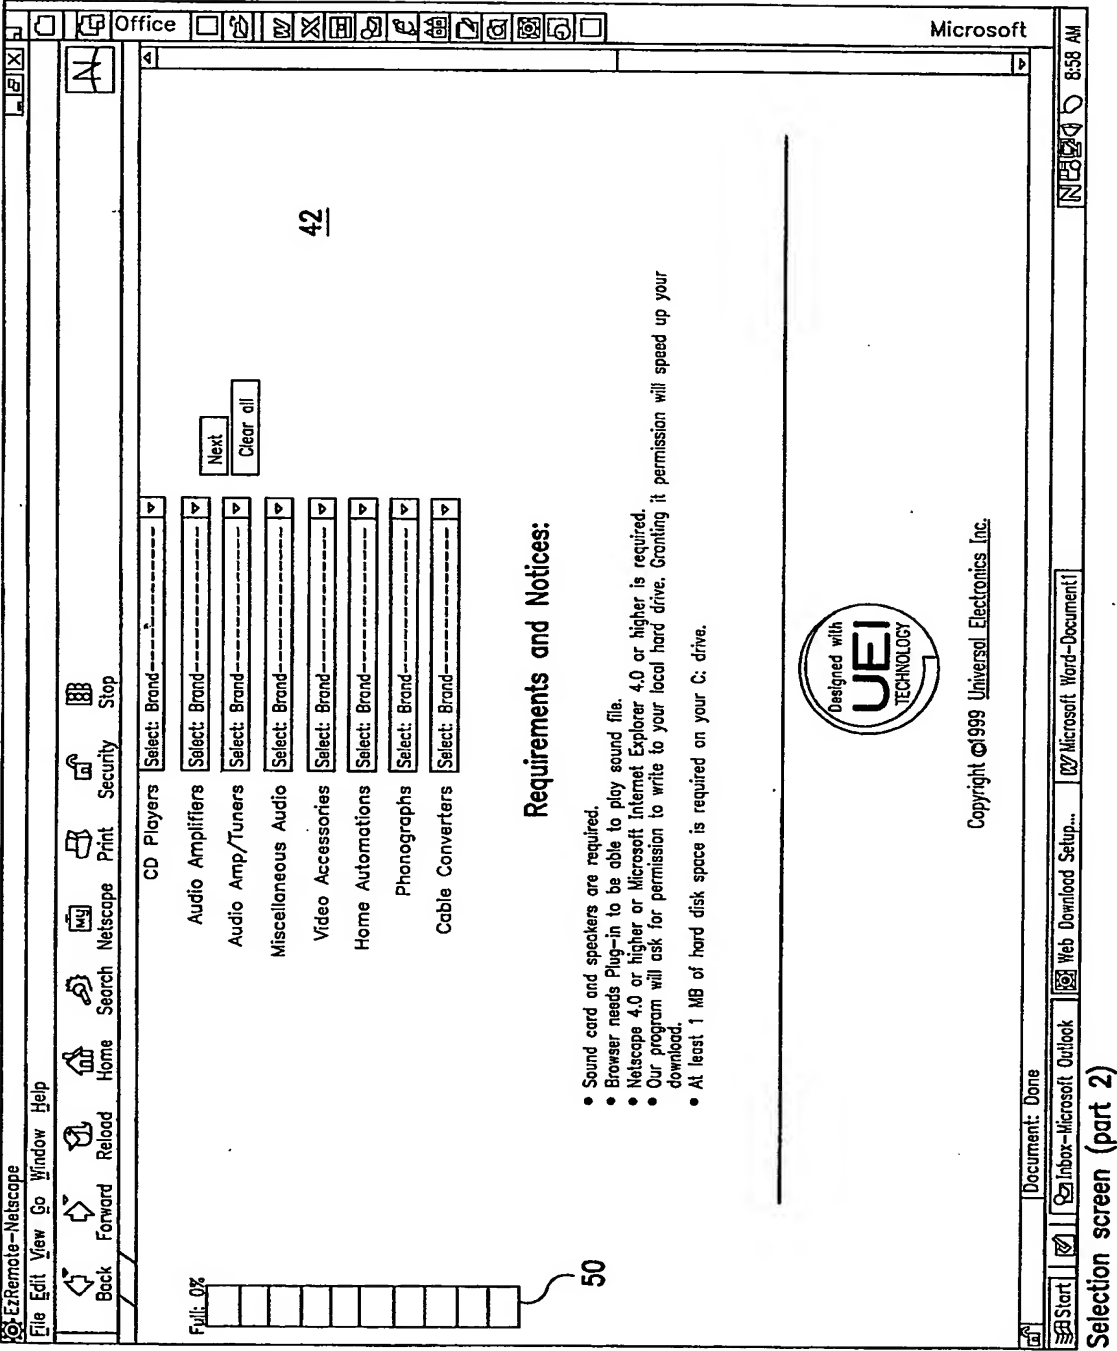 EzRemote-Netscape
File Edit View Go Window Help
Back Forward Reload Home Search Netscape Print Security Stop
My
N
Office
Microsoft
Full: 0%
50
42
CD Players Select: Brand
Audio Amplifiers Select: Brand
Audio Amp/Tuners Select: Brand
Miscellaneous Audio Select: Brand
Video Accessories Select: Brand
Home Automations Select: Brand
Phonographs Select: Brand
Cable Converters Select: Brand
Next
Clear all
Requirements and Notices:
• Sound card and speakers are required.
• Browser needs Plug-in to be able to play sound file.
• Netscape 4.0 or higher or Microsoft Internet Explorer 4.0 or higher is required.
• Our program will ask for permission to write to your local hard drive. Granting it permission will speed up your
download.
• At least 1 MB of hard disk space is required on your C: drive.
Designed with
UEI
TECHNOLOGY
Copyright ©1999 Universal Electronics Inc.
Document: Done
Start Inbox-Microsoft Outlook Web Download Setup... W Microsoft Word-Document1 8:58 AM
Selection screen (part 2)